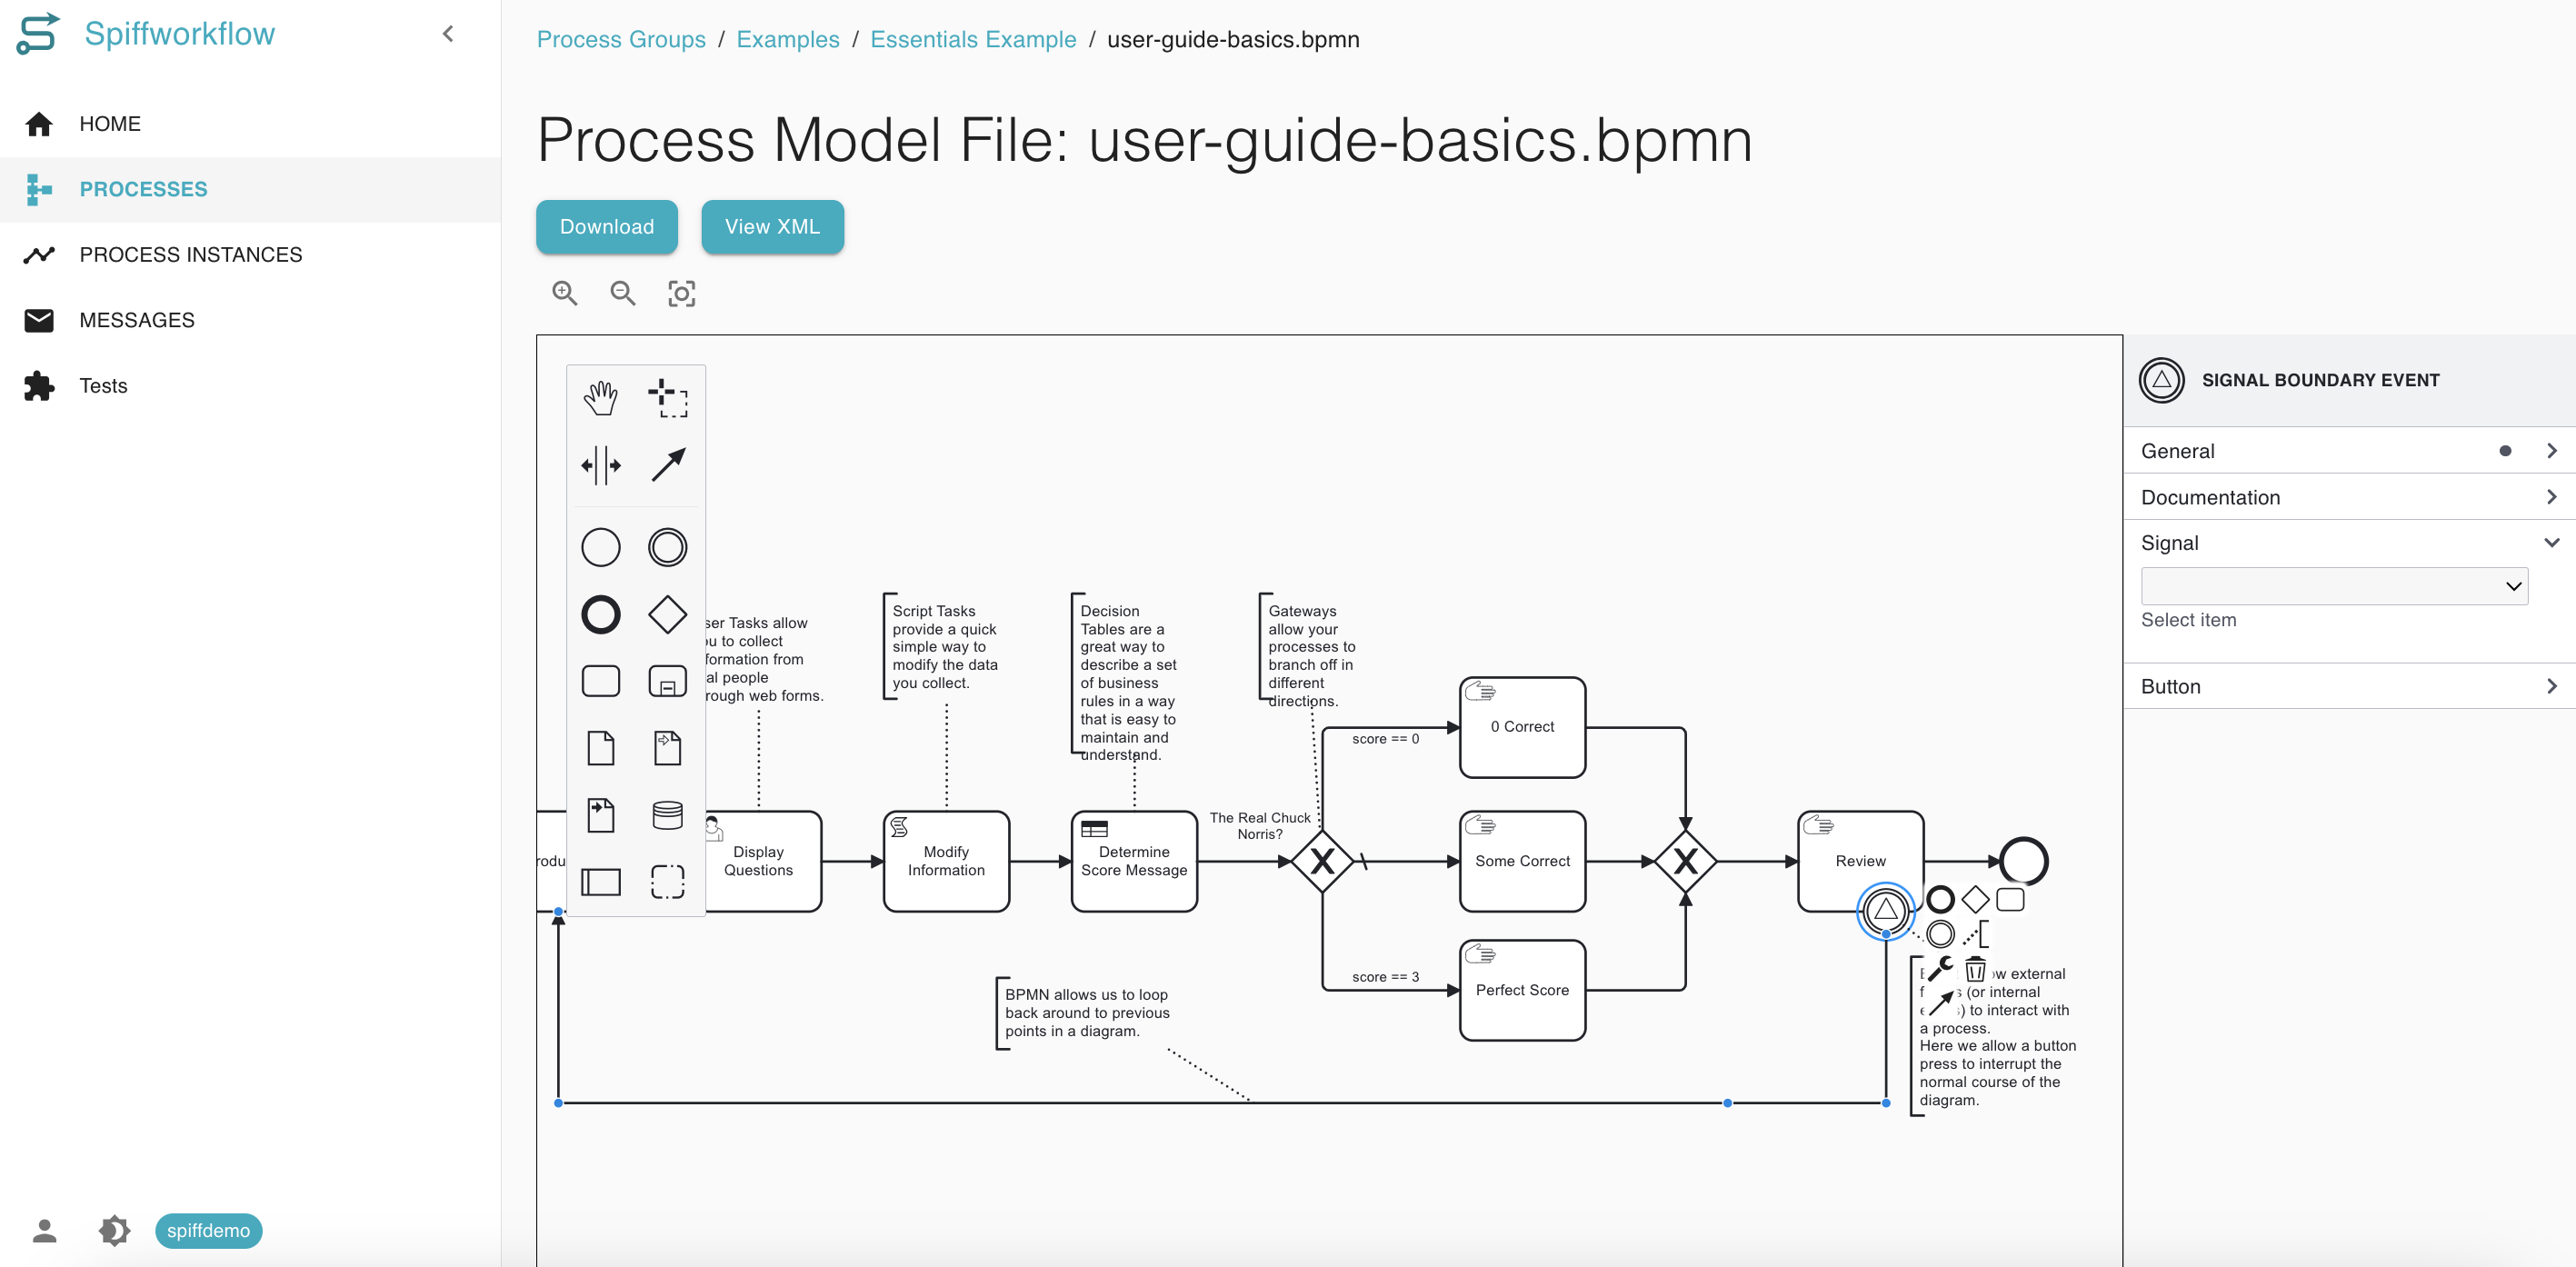 Spiffworkflow
HOME
PROCESSES
PROCESS INSTANCES
MESSAGES
Tests
spiffdemo
Process Groups / Examples / Essentials Example / user-guide-basics.bpmn
Process Model File: user-guide-basics.bpmn
Download
View XML
ser Tasks allow
u to collect
formation from
al people
rough web forms.
Script Tasks
provide a quick
simple way to
modify the data
you collect.
Decision
Tables are a
great way to
describe a set
of business
rules in a way
that is easy to
maintain and
understand.
Gateways
allow your
processes to
branch off in
different
directions.
rodu
Display
Questions
Modify
Information
Determine
Score Message
The Real Chuck
Norris?
score == 0
0 Correct
Some Correct
score == 3
Perfect Score
Review
BPMN allows us to loop
back around to previous
points in a diagram.
ow external
(or internal
) to interact with
a process.
Here we allow a button
press to interrupt the
normal course of the
diagram.
SIGNAL BOUNDARY EVENT
General
Documentation
Signal
Select item
Button